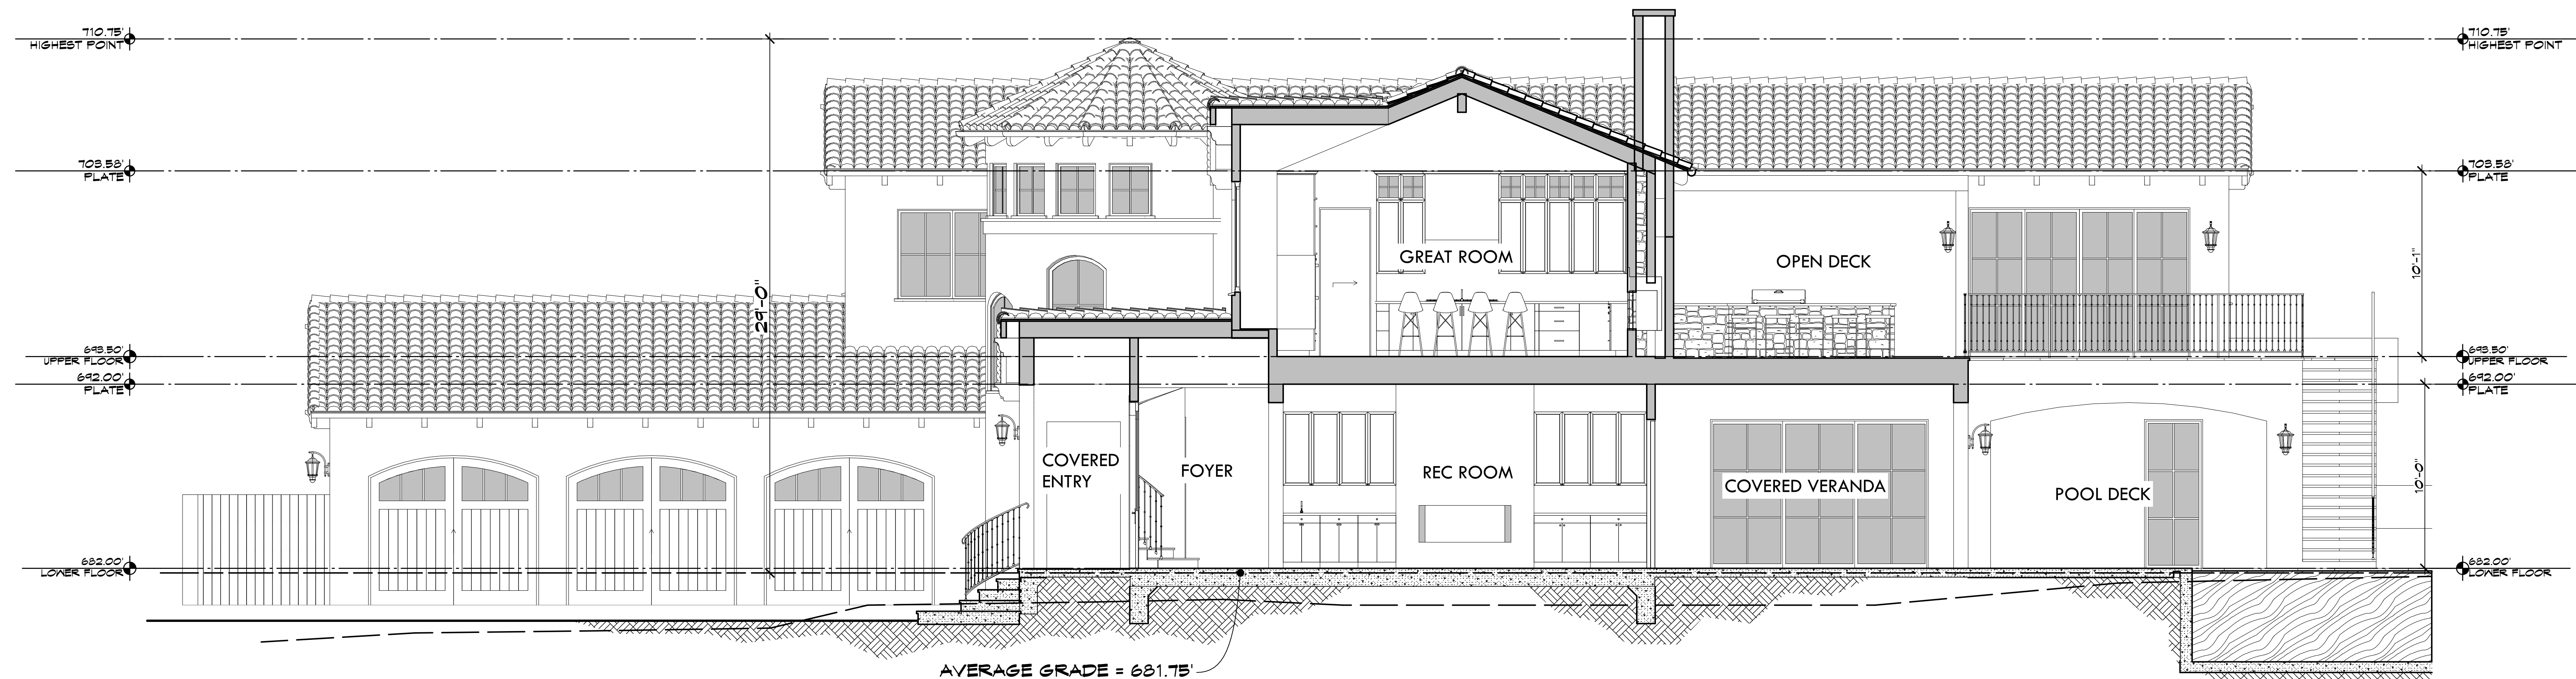 710.75'
HIGHEST POINT
710.75'
HIGHEST POINT
703.58'
PLATE
703.58'
PLATE
29'-0"
GREAT ROOM
OPEN DECK
10'-1"
693.50'
UPPER FLOOR
693.50'
UPPER FLOOR
692.00'
PLATE
692.00'
PLATE
COVERED
ENTRY
FOYER
REC ROOM
COVERED VERANDA
POOL DECK
10'-0"
682.00'
LOWER FLOOR
682.00'
LOWER FLOOR
AVERAGE GRADE = 681.75'